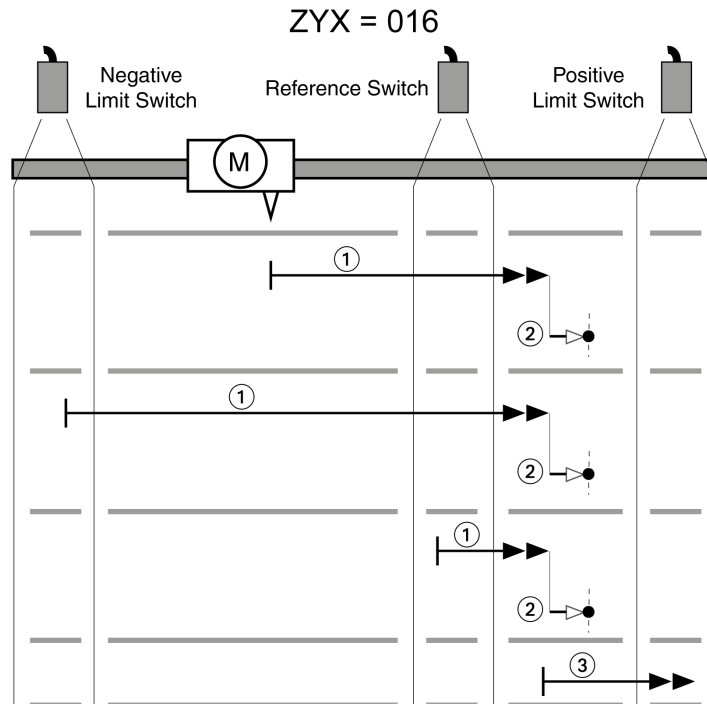 ZYX = 016
Negative
Limit Switch
Reference Switch
Positive
Limit Switch
M
1
2
1
2
1
2
3